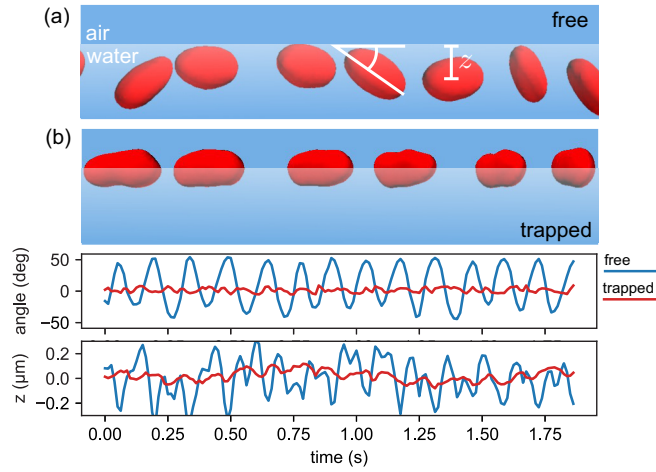 (a)
free
air
water
z
(b)
trapped
angle (deg)
50
0
−50
free
trapped
z (μm)
0.2
0.0
−0.2
0.00 0.25 0.50 0.75 1.00 1.25 1.50 1.75
time (s)